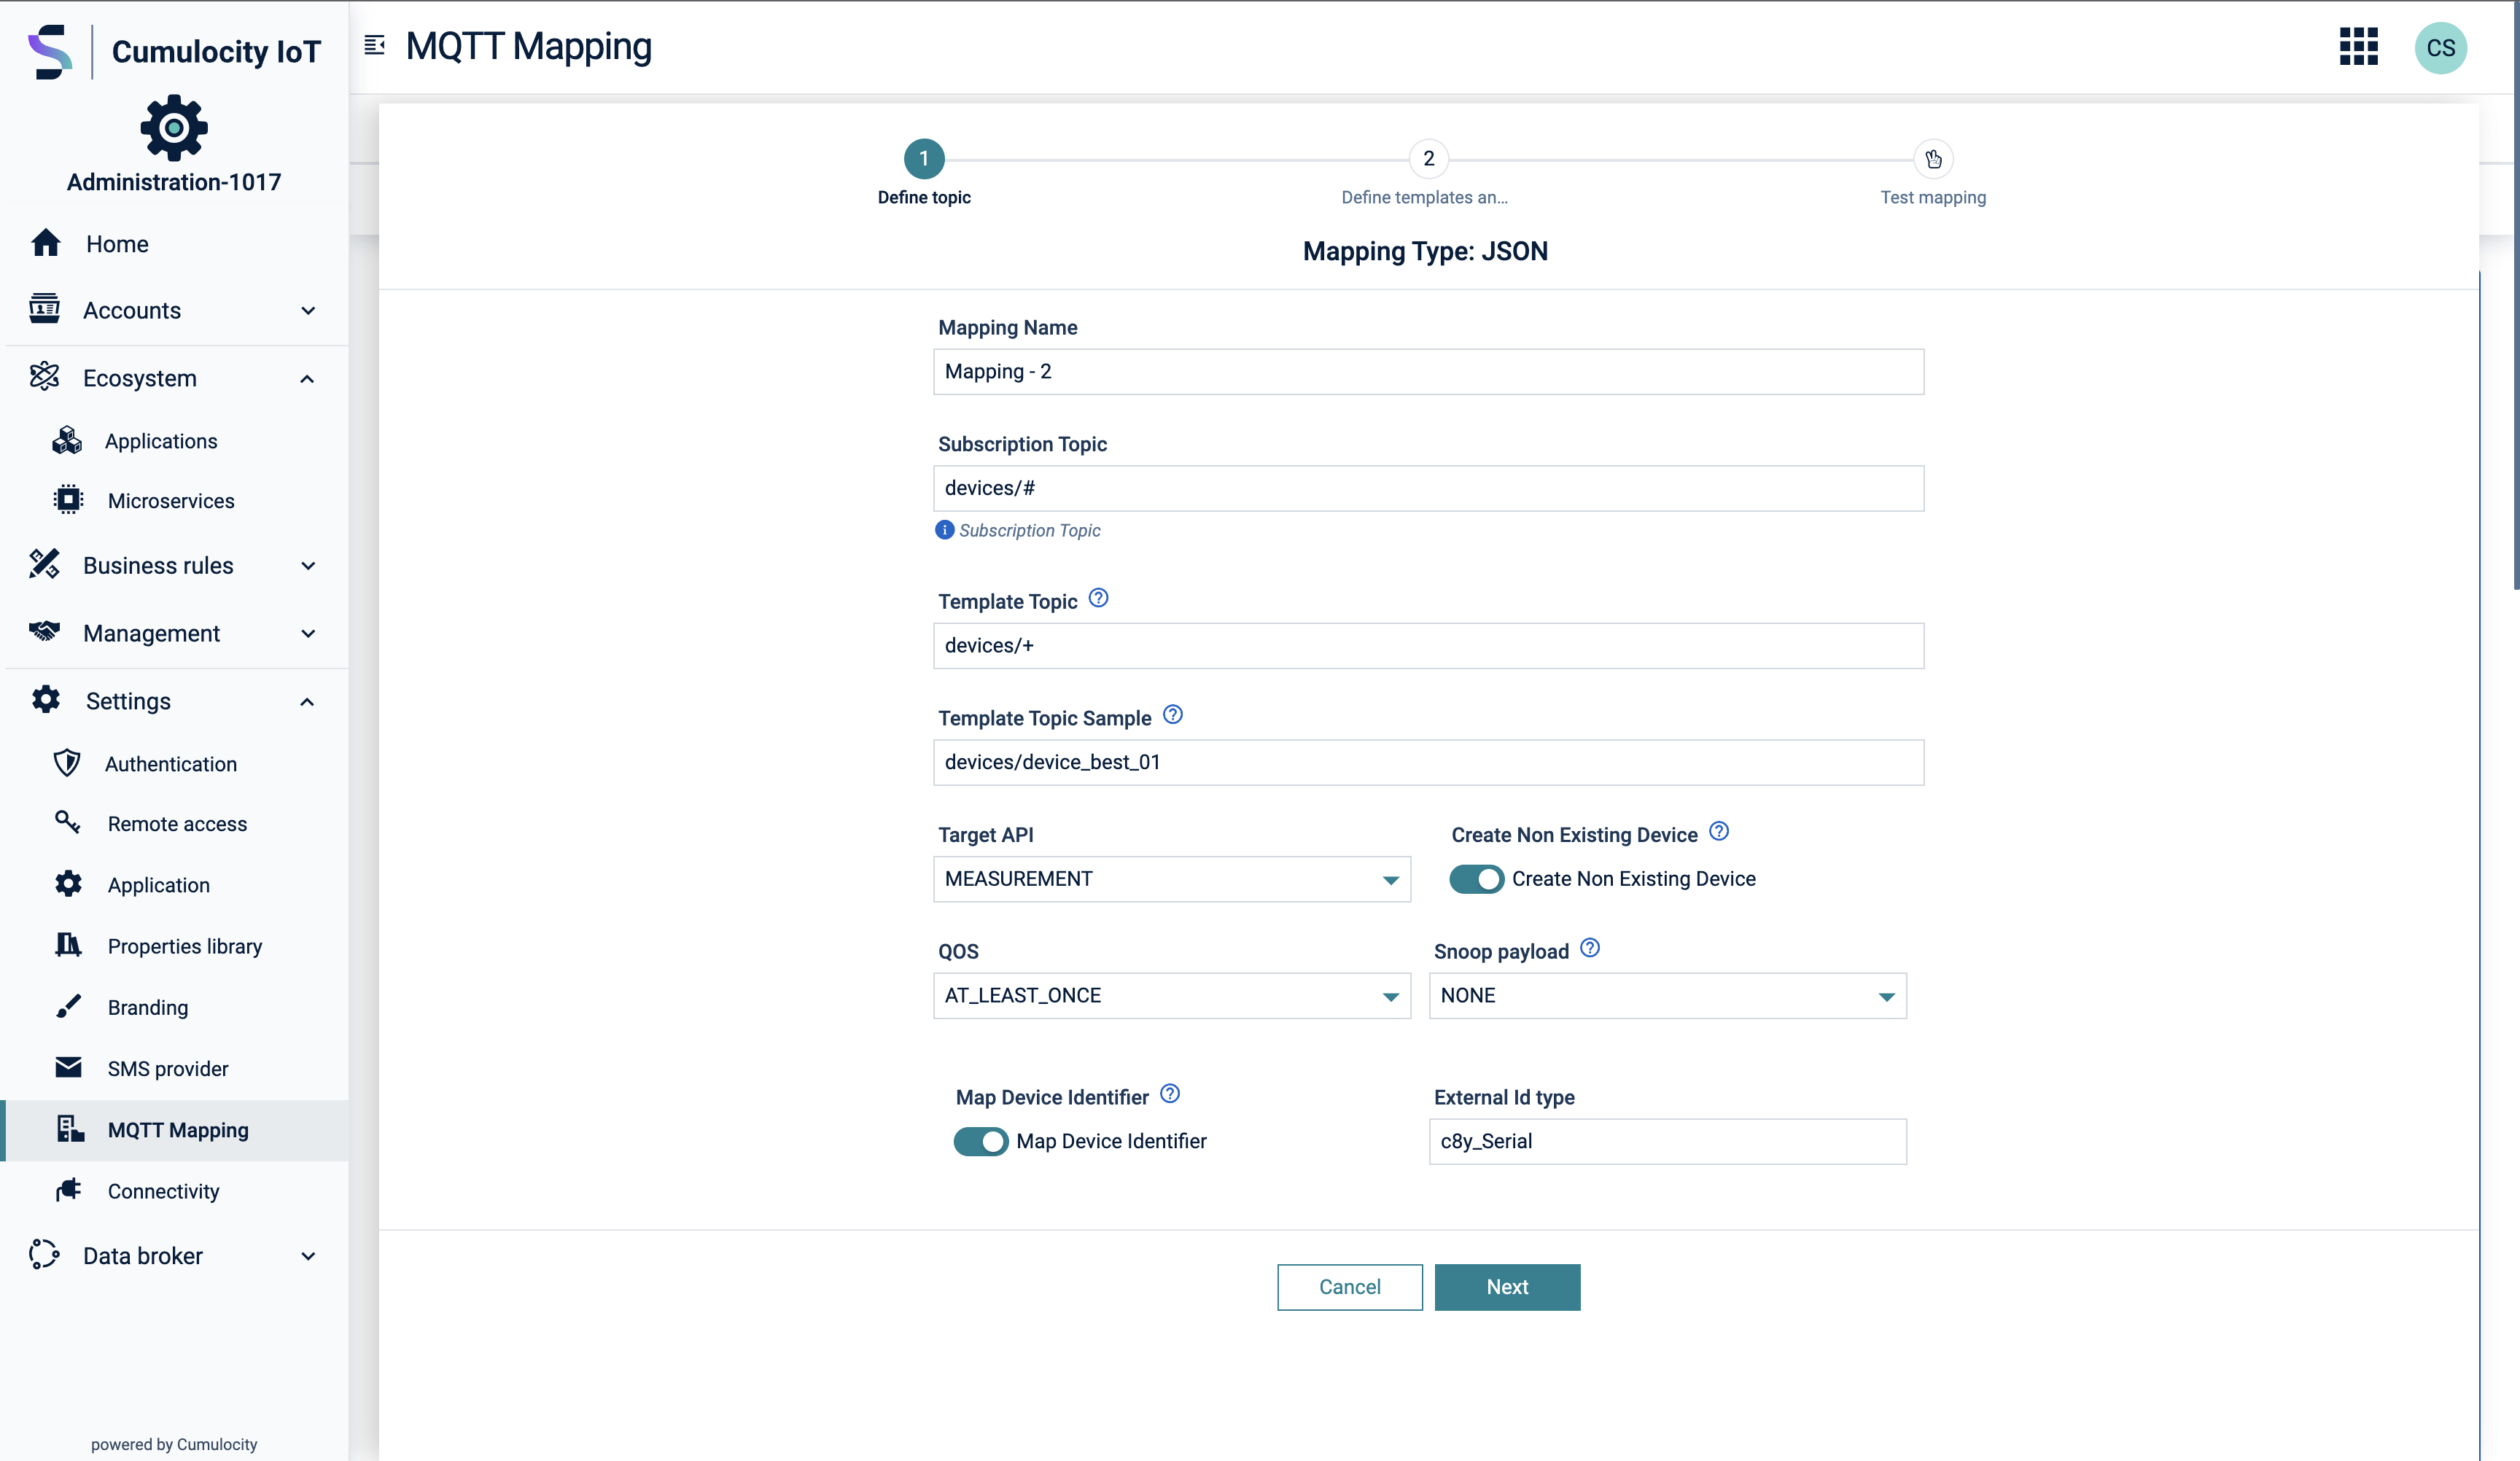 Cumulocity IoT
Administration-1017
Home
Accounts
Ecosystem
Applications
Microservices
Business rules
Management
Settings
Authentication
Remote access
Application
Properties library
Branding
SMS provider
MQTT Mapping
Connectivity
Data broker
powered by Cumulocity
MQTT Mapping
CS
1
2
Define topic
Define templates an...
Test mapping
Mapping Type: JSON
Mapping Name
Mapping - 2
Subscription Topic
devices/#
Subscription Topic
Template Topic
devices/+
Template Topic Sample
devices/device_best_01
Target API
Create Non Existing Device
MEASUREMENT
Create Non Existing Device
QOS
Snoop payload
AT_LEAST_ONCE
NONE
Map Device Identifier
External Id type
Map Device Identifier
c8y_Serial
Cancel
Next